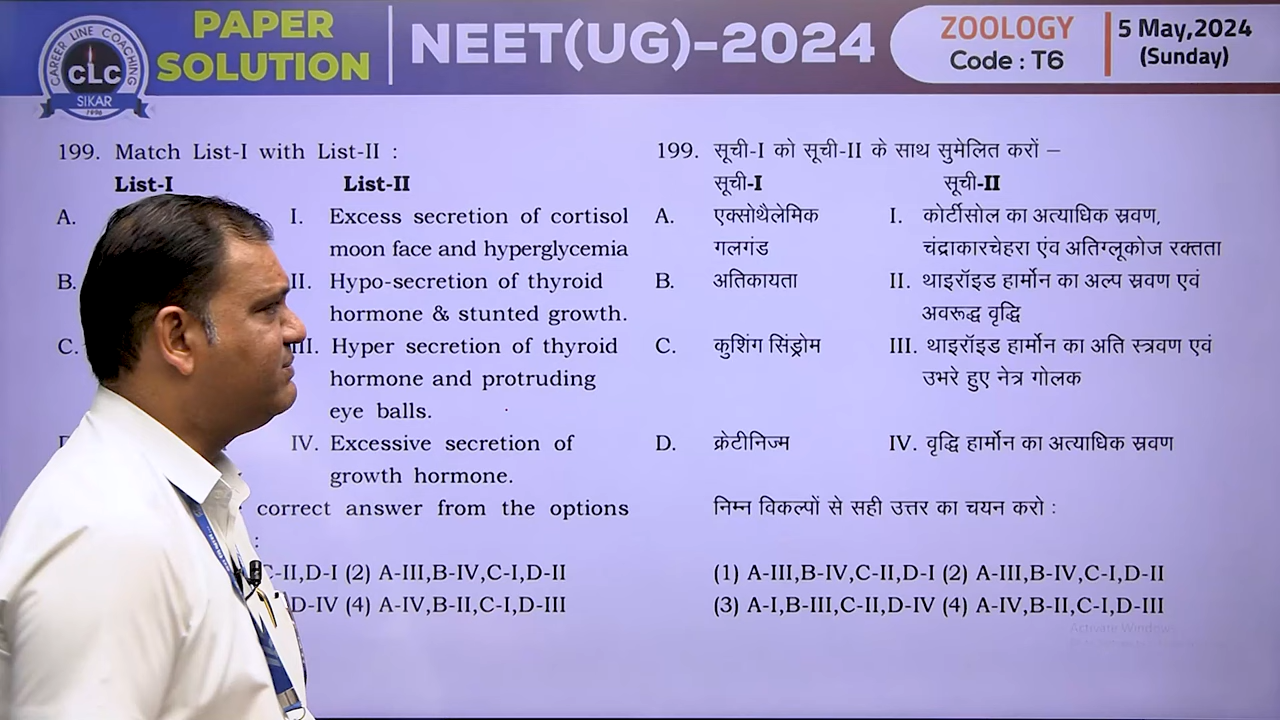 CAREER LINE COACHING
CLC
SIKAR
1996
PAPER
SOLUTION
NEET(UG)-2024
ZOOLOGY
Code : T6
5 May,2024
(Sunday)
199. Match List-I with List-II :
List-I List-II
A. I. Excess secretion of cortisol
moon face and hyperglycemia
B. II. Hypo-secretion of thyroid
hormone & stunted growth.
C. III. Hyper secretion of thyroid
hormone and protruding
eye balls.
IV. Excessive secretion of
growth hormone.
correct answer from the options
:
C-II,D-I (2) A-III,B-IV,C-I,D-II
D-IV (4) A-IV,B-II,C-I,D-III
199. सूची-I को सूची-II के साथ सुमेलित करों –
सूची-I सूची-II
A. एक्सोथैलेमिक I. कोर्टीसोल का अत्याधिक स्रवण,
गलगंड चंद्राकारचेहरा एंव अतिग्लूकोज रक्तता
B. अतिकायता II. थाइरॉइड हार्मोन का अल्प स्रवण एवं
अवरूद्ध वृद्धि
C. कुशिंग सिंड्रोम III. थाइरॉइड हार्मोन का अति स्त्रवण एवं
उभरे हुए नेत्र गोलक
D. क्रेटीनिज्म IV. वृद्धि हार्मोन का अत्याधिक स्रवण
निम्न विकल्पों से सही उत्तर का चयन करो :
(1) A-III,B-IV,C-II,D-I (2) A-III,B-IV,C-I,D-II
(3) A-I,B-III,C-II,D-IV (4) A-IV,B-II,C-I,D-III
Activate Windows